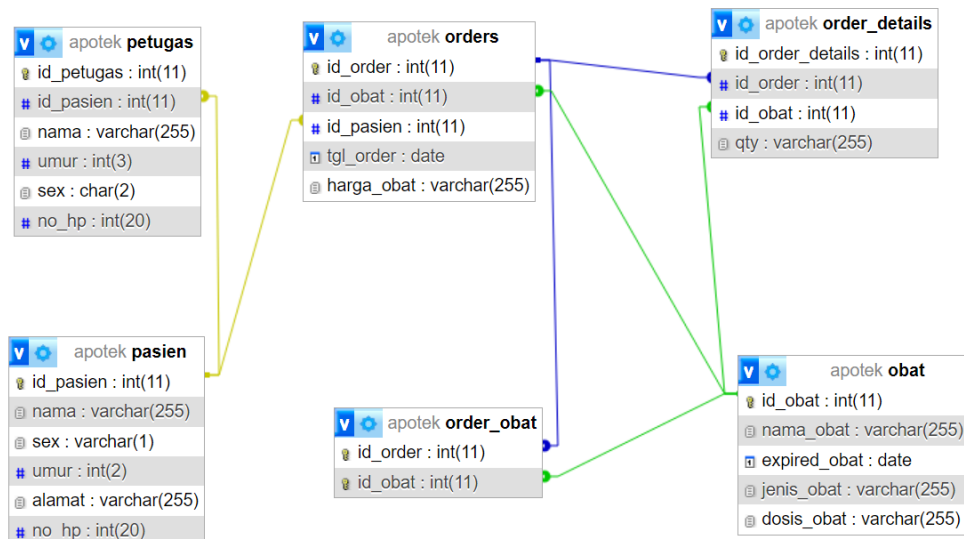 apotek petugas
id_petugas : int(11)
id_pasien : int(11)
nama : varchar(255)
umur : int(3)
sex : char(2)
no_hp : int(20)
apotek orders
id_order : int(11)
id_obat : int(11)
id_pasien : int(11)
tgl_order : date
harga_obat : varchar(255)
apotek order_details
id_order_details : int(11)
id_order : int(11)
id_obat : int(11)
qty : varchar(255)
apotek pasien
id_pasien : int(11)
nama : varchar(255)
sex : varchar(1)
umur : int(2)
alamat : varchar(255)
no_hp : int(20)
apotek order_obat
id_order : int(11)
id_obat : int(11)
apotek obat
id_obat : int(11)
nama_obat : varchar(255)
expired_obat : date
jenis_obat : varchar(255)
dosis_obat : varchar(255)